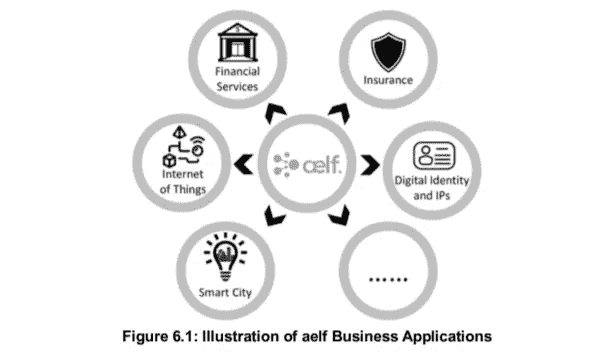 Financial
Services
Insurance
Internet
of Things
ælf.
Digital Identity
and IPs
Smart City
......
Figure 6.1: Illustration of aelf Business Applications